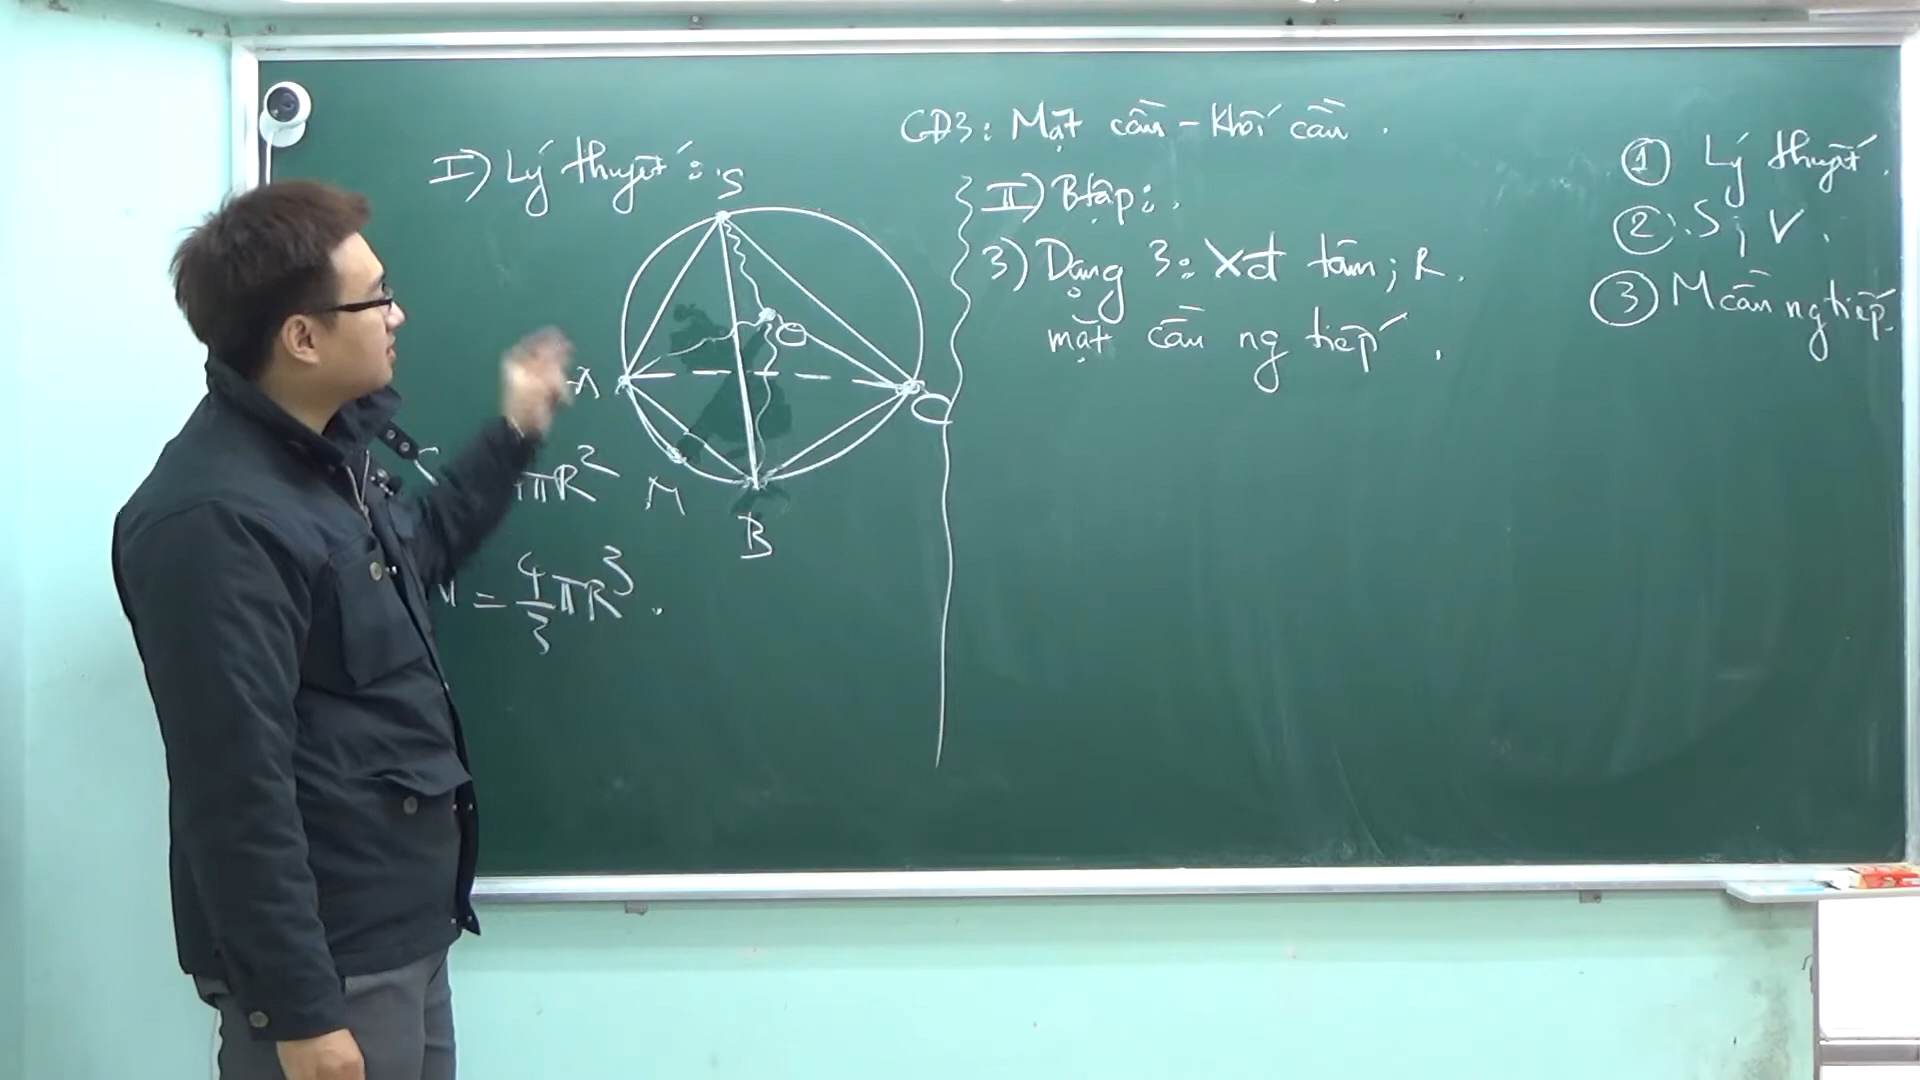 CĐ3: Mặt cầu - Khối cầu.
I) Lý thuyết:
S
A
O
C
M
B
πR²
= 4/3 πR³.
II) Btập:.
3) Dạng 3: Xđ tâm; R.
mặt cầu ng tiếp.
① Lý thuyết.
② S; V.
③ M cầu ng tiếp.